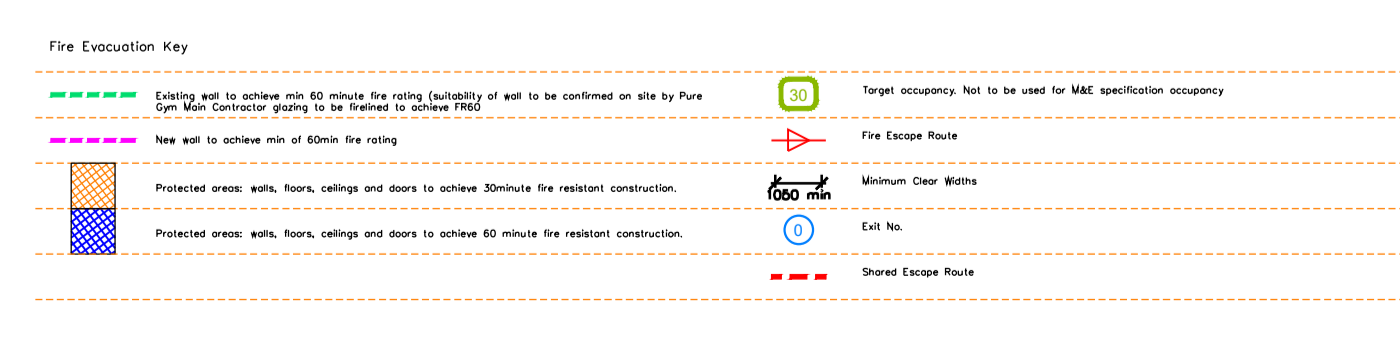 Fire Evacuation Key
Existing wall to achieve min 60 minute fire rating (suitability of wall to be confirmed on site by Pure
Gym Main Contractor glazing to be firelined to achieve FR60
New wall to achieve min of 60min fire rating
Protected areas: walls, floors, ceilings and doors to achieve 30minute fire resistant construction.
Protected areas: walls, floors, ceilings and doors to achieve 60 minute fire resistant construction.
30
Target occupancy. Not to be used for M&E specification occupancy
Fire Escape Route
1050 min
Minimum Clear Widths
0
Exit No.
Shared Escape Route